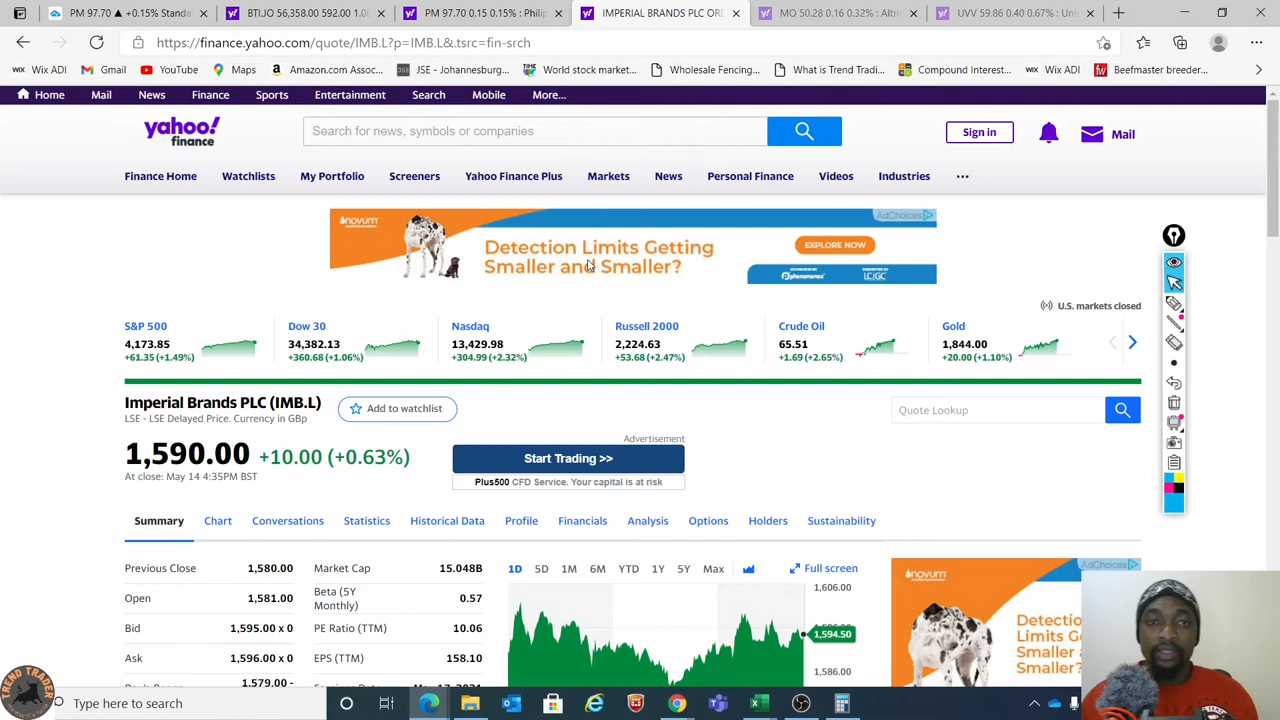 PM 97.70 ▲ +0.15 Standa
BTI.JO 56,358.00 592.00 1.06
PM 97.70 0.15 0.15% : Philip
IMPERIAL BRANDS PLC ORD
MO 50.28 0.16 0.32% : Altri
UVV 59.86 0.40 0.67% : Uni
https://finance.yahoo.com/quote/IMB.L?p=IMB.L&.tsrc=fin-srch
Wix ADI
Gmail
YouTube
Maps
Amazon.com Assoc...
JSE - Johannesburg...
World stock market...
Wholesale Fencing,...
What is Trend Tradi...
Compound Interest...
Wix ADI
Beefmaster breeder...
Home Mail News Finance Sports Entertainment Search Mobile More...
yahoo!
finance
Search for news, symbols or companies
Sign in
Mail
Finance Home Watchlists My Portfolio Screeners Yahoo Finance Plus Markets News Personal Finance Videos Industries ...
novum
AdChoices
Detection Limits Getting
Smaller and Smaller?
EXPLORE NOW
phenomenex
LC|GC
U.S. markets closed
S&P 500
4,173.85
+61.35 (+1.49%)
Dow 30
34,382.13
+360.68 (+1.06%)
Nasdaq
13,429.98
+304.99 (+2.32%)
Russell 2000
2,224.63
+53.68 (+2.47%)
Crude Oil
65.51
+1.69 (+2.65%)
Gold
1,844.00
+20.00 (+1.10%)
Imperial Brands PLC (IMB.L)
LSE - LSE Delayed Price. Currency in GBp
Add to watchlist
Quote Lookup
1,590.00 +10.00 (+0.63%)
At close: May 14 4:35PM BST
Advertisement
Start Trading >>
Plus500 CFD Service. Your capital is at risk
Summary Chart Conversations Statistics Historical Data Profile Financials Analysis Options Holders Sustainability
Previous Close 1,580.00
Open 1,581.00
Bid 1,595.00 x 0
Ask 1,596.00 x 0
1,579.00 -
Market Cap 15.048B
Beta (5Y
Monthly) 0.57
PE Ratio (TTM) 10.06
EPS (TTM) 158.10
1D 5D 1M 6M YTD 1Y 5Y Max
Full screen
1,606.00
1,594.50
1,586.00
AdChoices
novum
Detectio
Limits G
Smaller
Smaller?
TREND TRADER
Type here to search